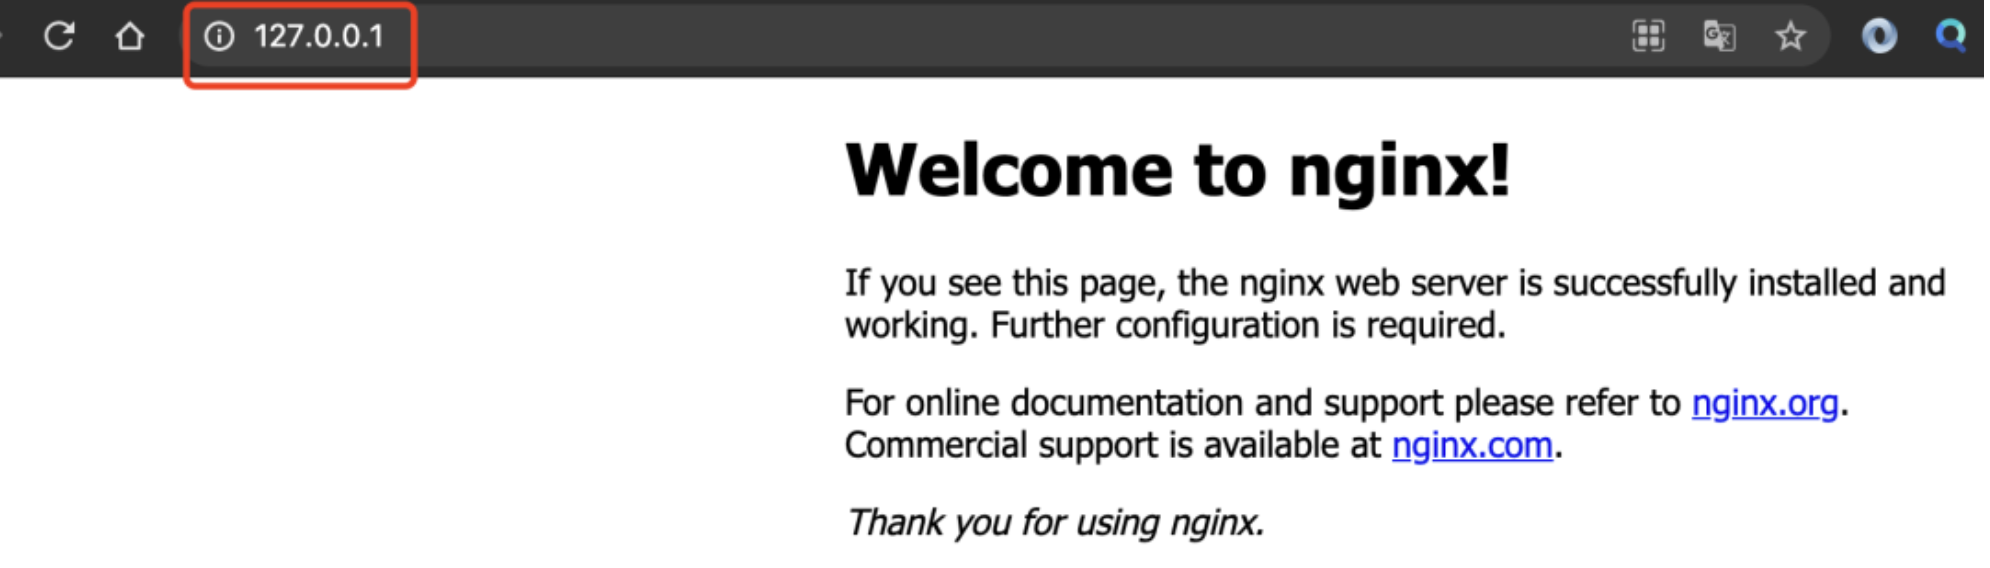 127.0.0.1
Welcome to nginx!
If you see this page, the nginx web server is successfully installed and
working. Further configuration is required.
For online documentation and support please refer to nginx.org.
Commercial support is available at nginx.com.
Thank you for using nginx.